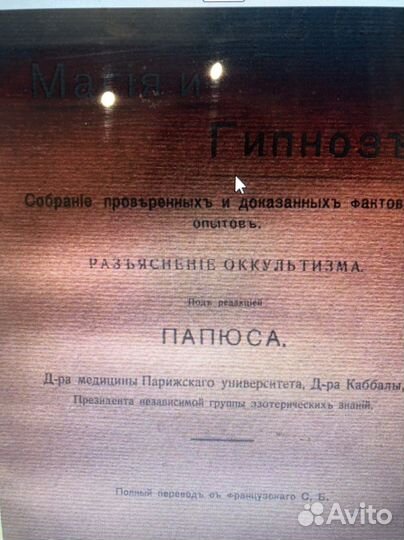 Магія и
Гипнозъ
Собраніе провѣренныхъ и доказанныхъ фактов
опытовъ.
РАЗЪЯСНЕНІЕ ОККУЛЬТИЗМА.
Подъ редакціей
ПАПЮСА.
Д-ра медицины Парижскаго университета, Д-ра Каббалы,
Президента независимой группы эзотерическихъ знаній.
Полный переводъ съ французскаго С. Б.
Avito